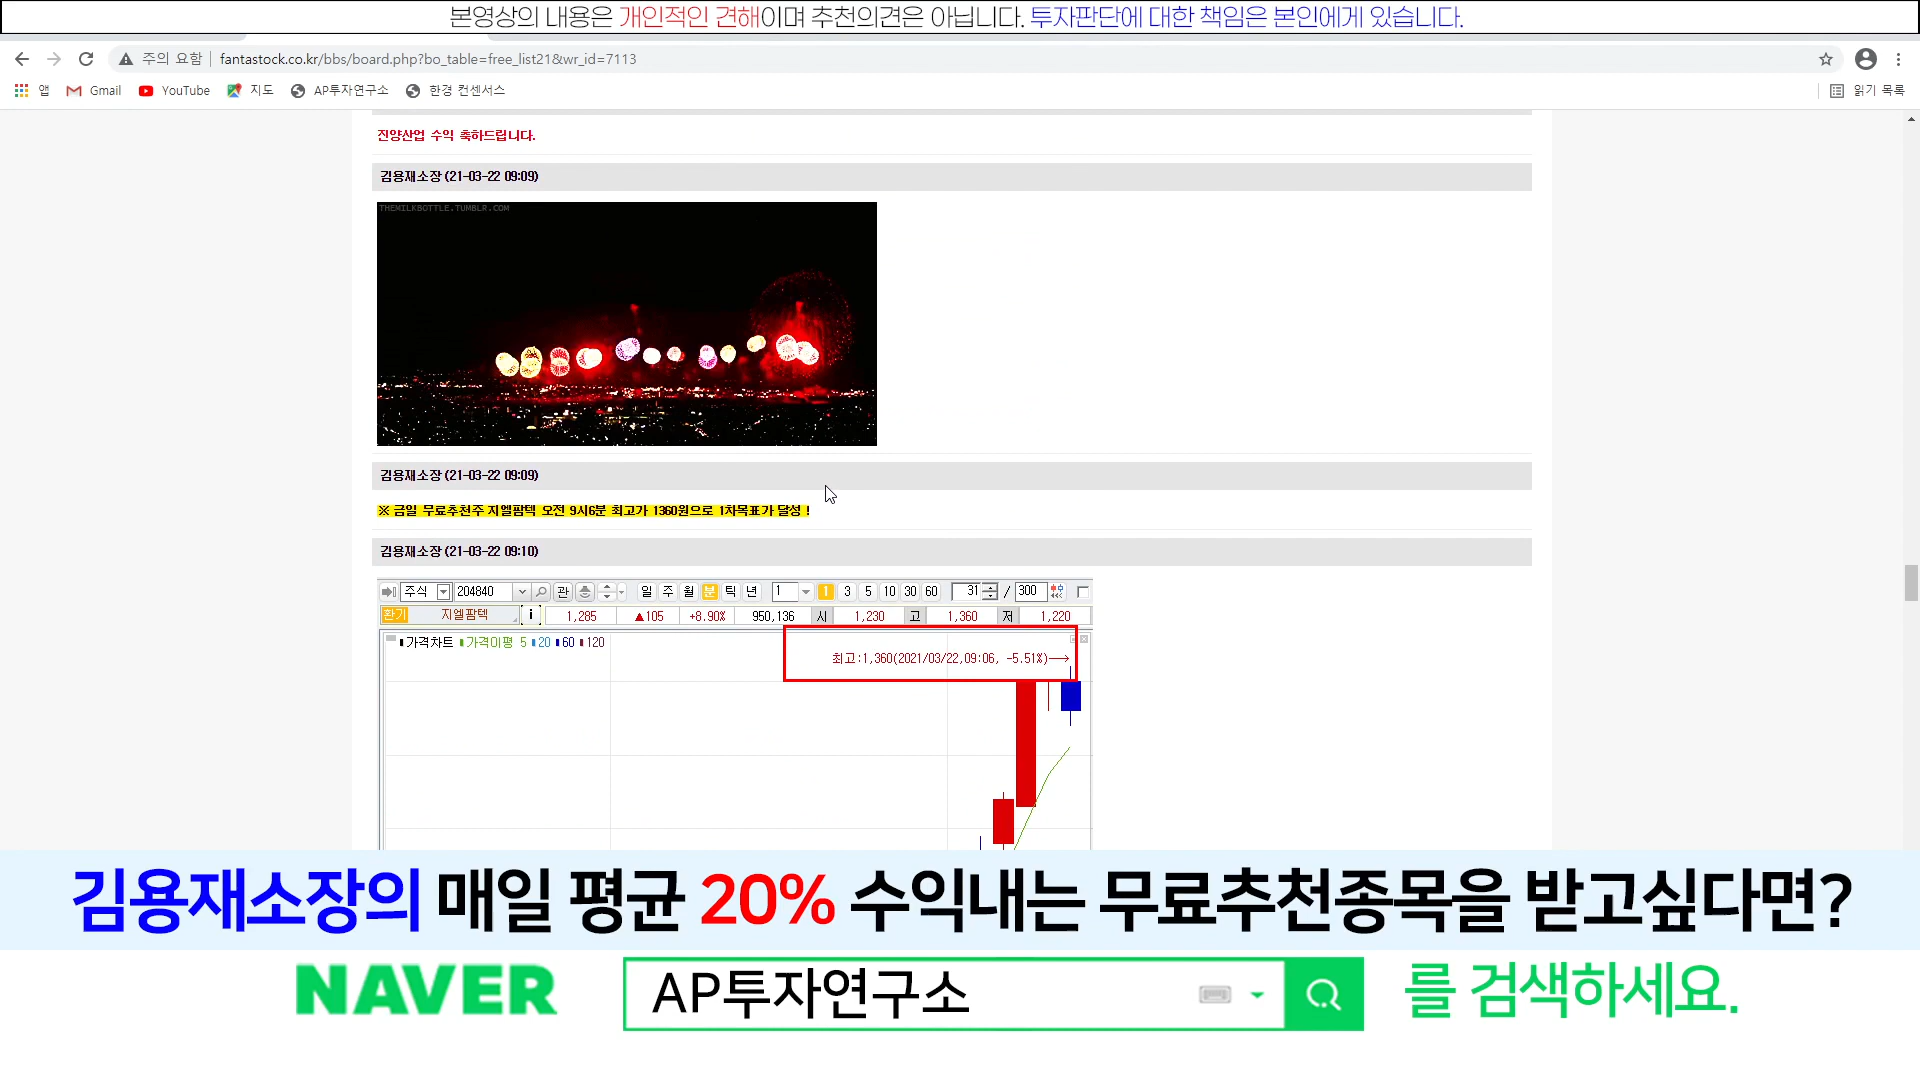 본영상의 내용은 개인적인 견해이며 추천의견은 아닙니다. 투자판단에 대한 책임은 본인에게 있습니다.
주의 요함 | fantastock.co.kr/bbs/board.php?bo_table=free_list21&wr_id=7113
앱 Gmail YouTube 지도 AP투자연구소 한경 컨센서스 읽기 목록
진양산업 수익 축하드립니다.
김용재소장 (21-03-22 09:09)
THEMILKBOTTLE.TUMBLR.COM
김용재소장 (21-03-22 09:09)
※ 금일 무료추천주 지엘팜텍 오전 9시6분 최고가 1360원으로 1차목표가 달성 !
김용재소장 (21-03-22 09:10)
주식 204840 관 일 주 월 분 틱 년 1 1 3 5 10 30 60 31 / 300
환기 지엘팜텍 i 1,285 ▲105 +8.90% 950,136 시 1,230 고 1,360 저 1,220
가격차트 가격이평 5 20 60 120
최고:1,360(2021/03/22,09:06, -5.51%)→
김용재소장의 매일 평균 20% 수익내는 무료추천종목을 받고싶다면?
NAVER AP투자연구소 를 검색하세요.